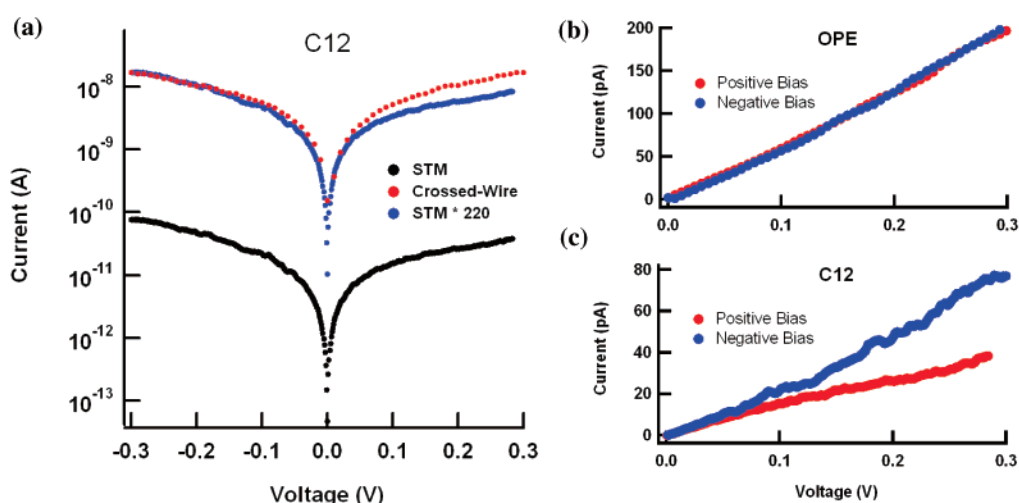 (a)
C12
Current (A)
10⁻⁸
10⁻⁹
10⁻¹⁰
10⁻¹¹
10⁻¹²
10⁻¹³
STM
Crossed-Wire
STM * 220
-0.3 -0.2 -0.1 0.0 0.1 0.2 0.3
Voltage (V)
(b)
OPE
Current (pA)
200
150
100
50
0
Positive Bias
Negative Bias
0.0 0.1 0.2 0.3
(c)
C12
Current (pA)
80
60
40
20
0
Positive Bias
Negative Bias
0.0 0.1 0.2 0.3
Voltage (V)